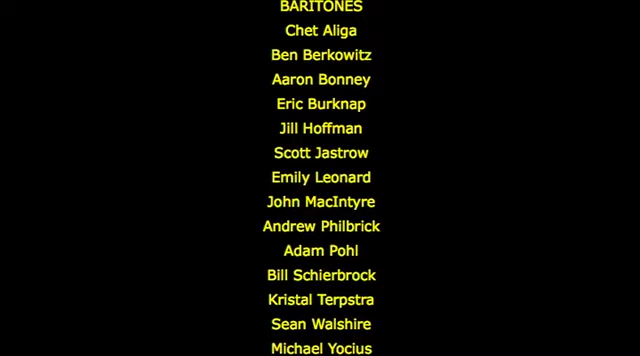 BARITONES
Chet Aliga
Ben Berkowitz
Aaron Bonney
Eric Burknap
Jill Hoffman
Scott Jastrow
Emily Leonard
John MacIntyre
Andrew Philbrick
Adam Pohl
Bill Schierbrock
Kristal Terpstra
Sean Walshire
Michael Yocius